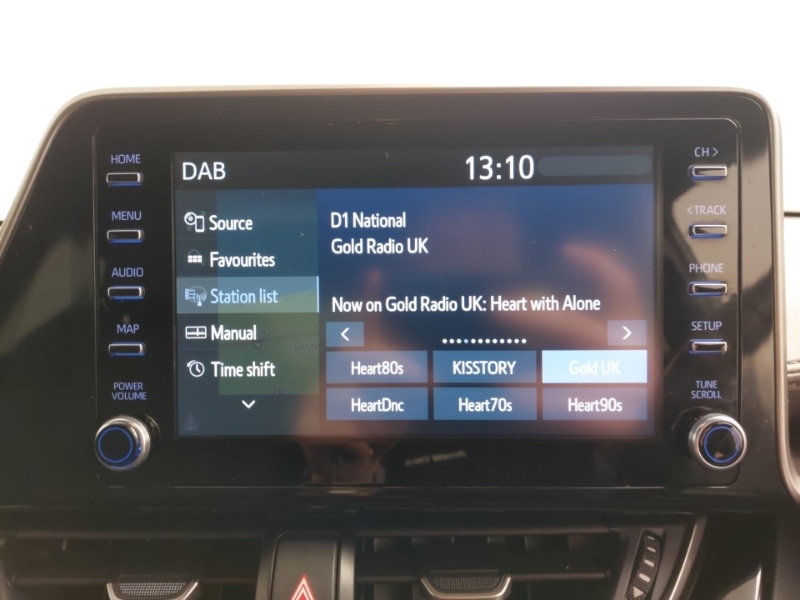 HOME
MENU
AUDIO
MAP
POWER
VOLUME
DAB
13:10
Source
Favourites
Station list
Manual
Time shift
D1 National
Gold Radio UK
Now on Gold Radio UK: Heart with Alone
<
>
Heart80s KISSTORY Gold UK
HeartDnc Heart70s Heart90s
CH >
< TRACK
PHONE
SETUP
TUNE
SCROLL